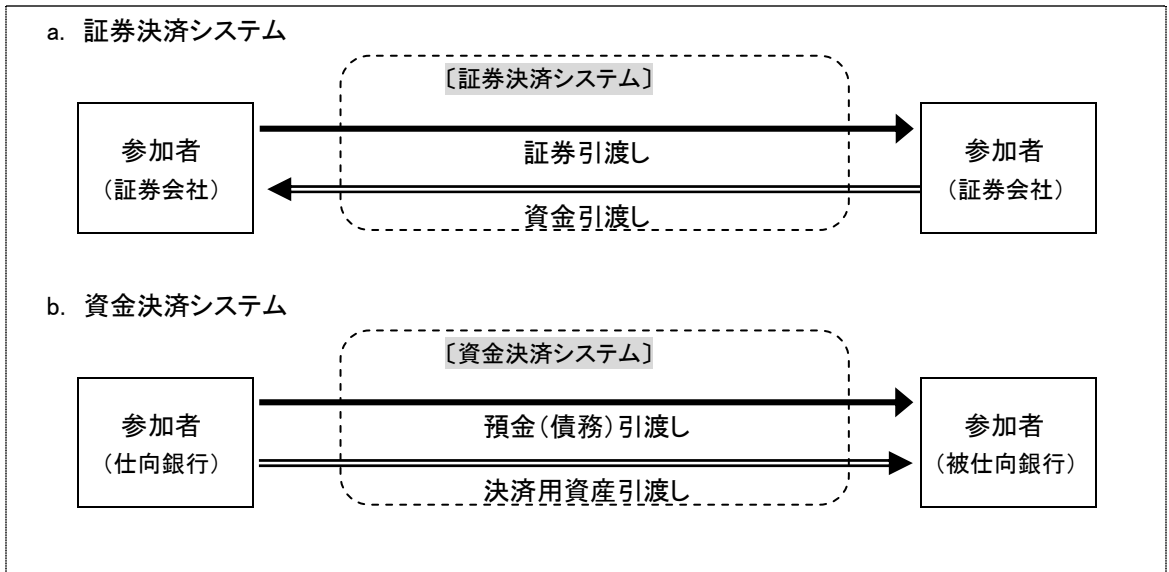 a. 証券決済システム
〔証券決済システム〕
参加者
（証券会社）
証券引渡し
資金引渡し
参加者
（証券会社）
b. 資金決済システム
〔資金決済システム〕
参加者
（仕向銀行）
預金（債務）引渡し
決済用資産引渡し
参加者
（被仕向銀行）